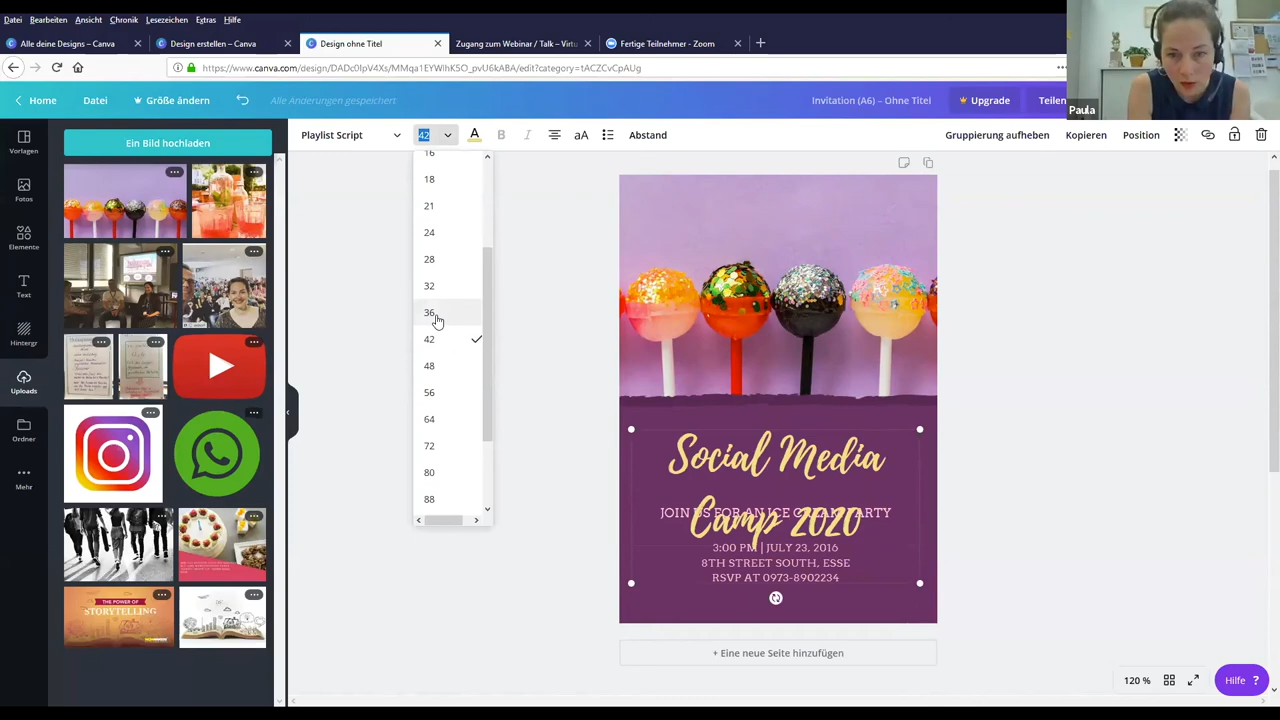 Datei Bearbeiten Ansicht Chronik Lesezeichen Extras Hilfe
Alle deine Designs – Canva
Design erstellen – Canva
Design ohne Titel
Zugang zum Webinar / Talk – Virtu
Fertige Teilnehmer - Zoom
https://www.canva.com/design/DADc0IpV4Xs/MMqa1EYWlhK5O_pvU6kABA/edit?category=tACZCvCpAUg
Paula
Home
Datei
Größe ändern
Alle Änderungen gespeichert
Invitation (A6) – Ohne Titel
Upgrade
Teilen
Playlist Script
42
A
B
I
aA
Abstand
Gruppierung aufheben
Kopieren
Position
Vorlagen
Fotos
Elemente
Text
Hintergr
Uploads
Ordner
Mehr
Ein Bild hochladen
THE POWER OF
STORYTELLING
16
18
21
24
28
32
36
42
48
56
64
72
80
88
Social Media
Camp 2020
JOIN US FOR AN ICE CREAM PARTY
3:00 PM | JULY 23, 2016
8TH STREET SOUTH, ESSE
RSVP AT 0973-8902234
+ Eine neue Seite hinzufügen
120 %
Hilfe ?